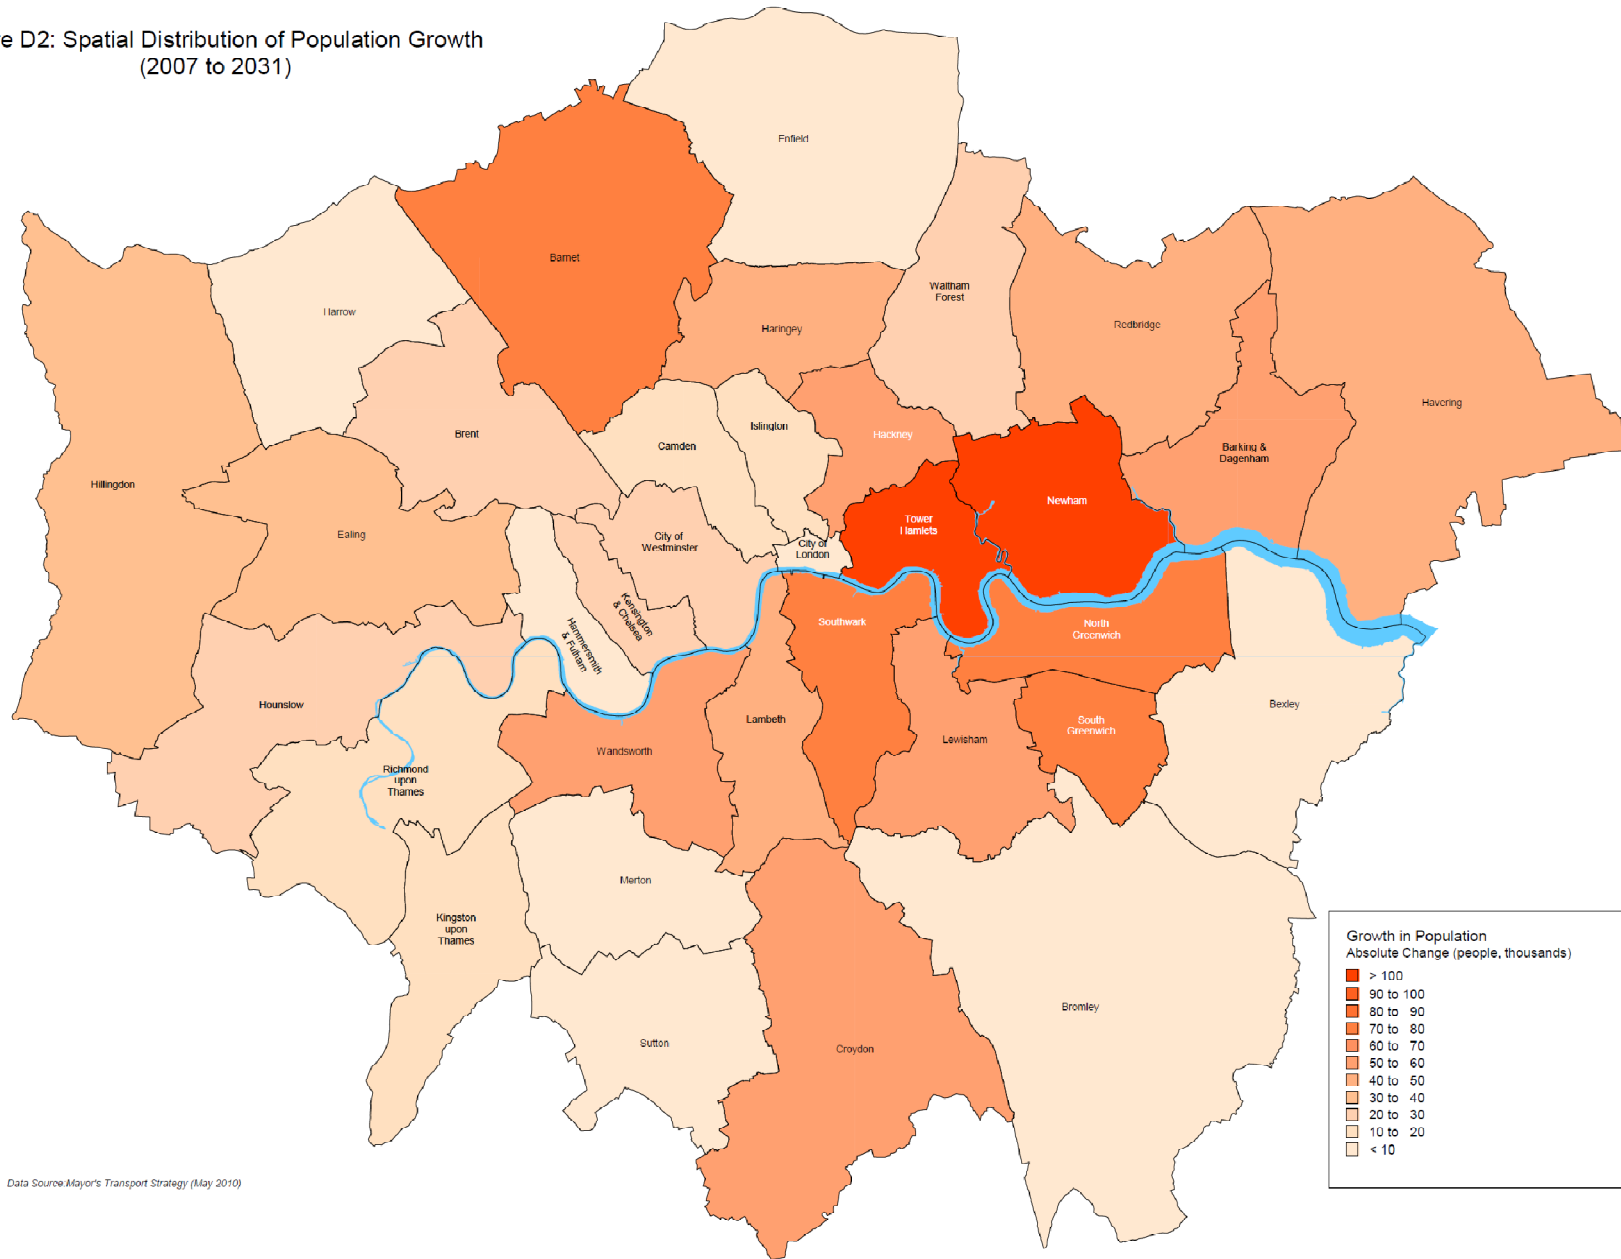 e D2: Spatial Distribution of Population Growth
(2007 to 2031)
Enfield
Barnet
Harrow
Waltham
Forest
Haringey
Redbridge
Havering
Brent
Camden
Islington
Hackney
Barking &
Dagenham
Hillingdon
Ealing
City of
Westminster
City of
London
Tower
Hamlets
Newham
Kensington
& Chelsea
Hammersmith
& Fulham
Southwark
North
Greenwich
Hounslow
Richmond
upon
Thames
Wandsworth
Lambeth
Lewisham
South
Greenwich
Bexley
Merton
Kingston
upon
Thames
Sutton
Croydon
Bromley
Growth in Population
Absolute Change (people, thousands)
> 100
90 to 100
80 to 90
70 to 80
60 to 70
50 to 60
40 to 50
30 to 40
20 to 30
10 to 20
< 10
Data Source:Mayor's Transport Strategy (May 2010)